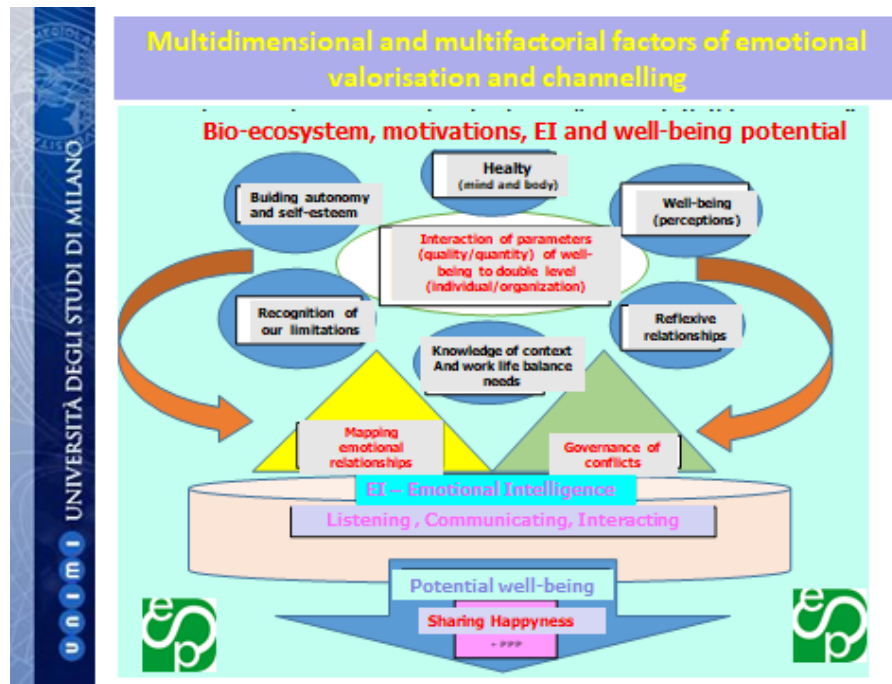 Multidimensional and multifactorial factors of emotional
valorisation and channelling
Bio-ecosystem, motivations, EI and well-being potential
Healty
(mind and body)
Buiding autonomy
and self-esteem
Well-being
(perceptions)
Interaction of parameters
(quality/quantity) of well-
being to double level
(individual/organization)
Recognition of
our limitations
Reflexive
relationships
Knowledge of context
And work life balance
needs
Mapping
emotional
relationships
Governance of
conflicts
EI – Emotional Intelligence
Listening , Communicating, Interacting
Potential well-being
Sharing Happyness
+ PPP
esp
esp
unimi UNIVERSITÀ DEGLI STUDI DI MILANO